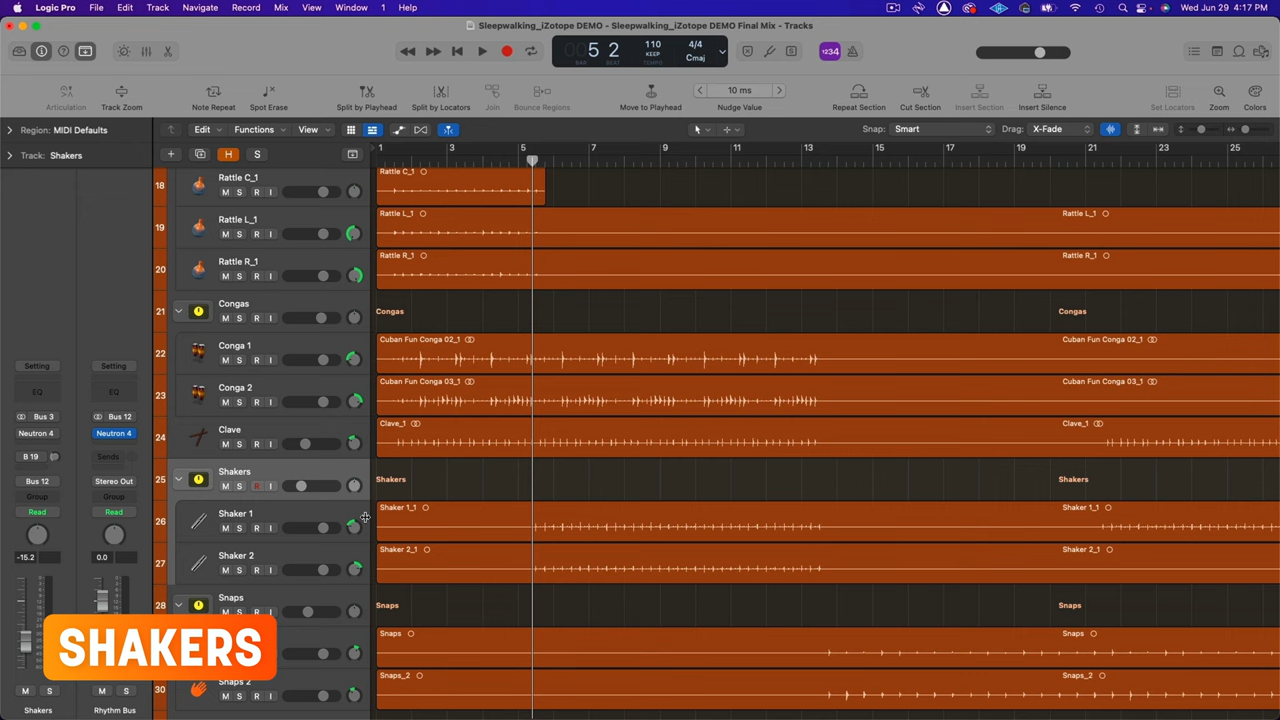 Logic Pro File Edit Track Navigate Record Mix View Window 1 Help Wed Jun 29 4:17 PM
Sleepwalking_iZotope DEMO - Sleepwalking_iZotope DEMO Final Mix - Tracks
005 2 110 4/4
BAR BEAT KEEP TEMPO Cmaj
1234
Articulation Track Zoom Note Repeat Spot Erase Split by Playhead Split by Locators Join Bounce Regions Move to Playhead 10 ms Nudge Value Repeat Section Cut Section Insert Section Insert Silence Set Locators Zoom Colors
Region: MIDI Defaults
Edit Functions View Snap: Smart Drag: X-Fade
Track: Shakers
H S
1 3 5 7 9 11 13 15 17 19 21 23 25
18 Rattle C_1 M S R I Rattle C_1
19 Rattle L_1 M S R I Rattle L_1 Rattle L_1
20 Rattle R_1 M S R I Rattle R_1 Rattle R_1
21 Congas M S R I Congas Congas
22 Conga 1 M S R I Cuban Fun Conga 02_1 Cuban Fun Conga 02_1
23 Conga 2 M S R I Cuban Fun Conga 03_1 Cuban Fun Conga 03_1
24 Clave M S R I Clave_1 Clave_1
25 Shakers M S R I Shakers Shakers
26 Shaker 1 M S R I Shaker 1_1 Shaker 1_1
27 Shaker 2 M S R I Shaker 2_1 Shaker 2_1
28 Snaps M S R I Snaps Snaps
M S R I Snaps Snaps
30 Snaps 2 M S R I Snaps_2 Snaps_2
Setting Setting
EQ EQ
Bus 3 Bus 12
Neutron 4 Neutron 4
B 19 Sends
Bus 12 Stereo Out
Group Group
Read Read
-15.2 0.0
SHAKERS
M S M S
Shakers Rhythm Bus